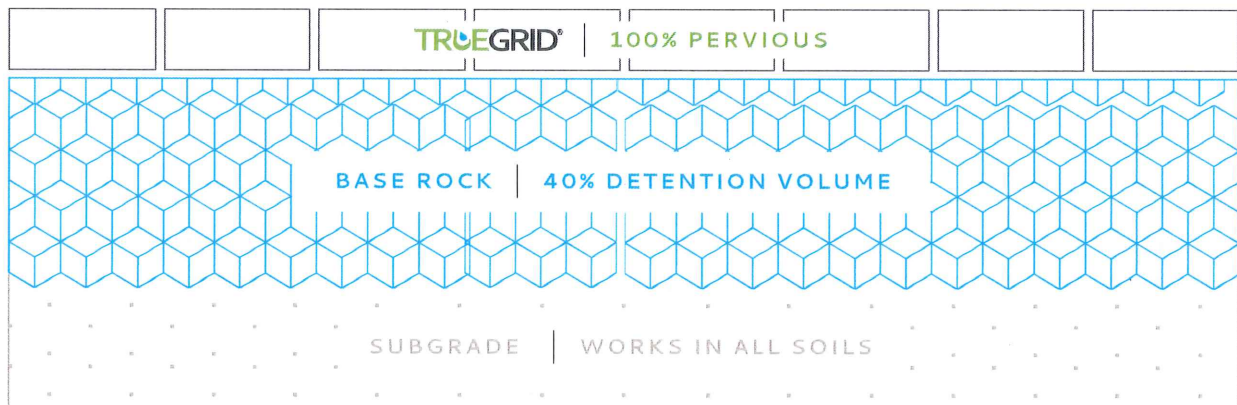 TRUEGRID® | 100% PERVIOUS
BASE ROCK | 40% DETENTION VOLUME
SUBGRADE | WORKS IN ALL SOILS